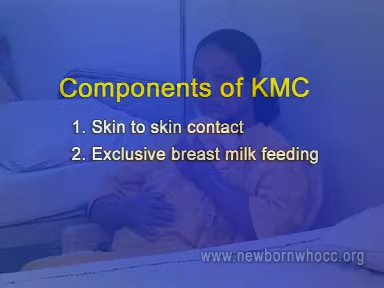 Components of KMC
1. Skin to skin contact
2. Exclusive breast milk feeding
www.newbornwhocc.org